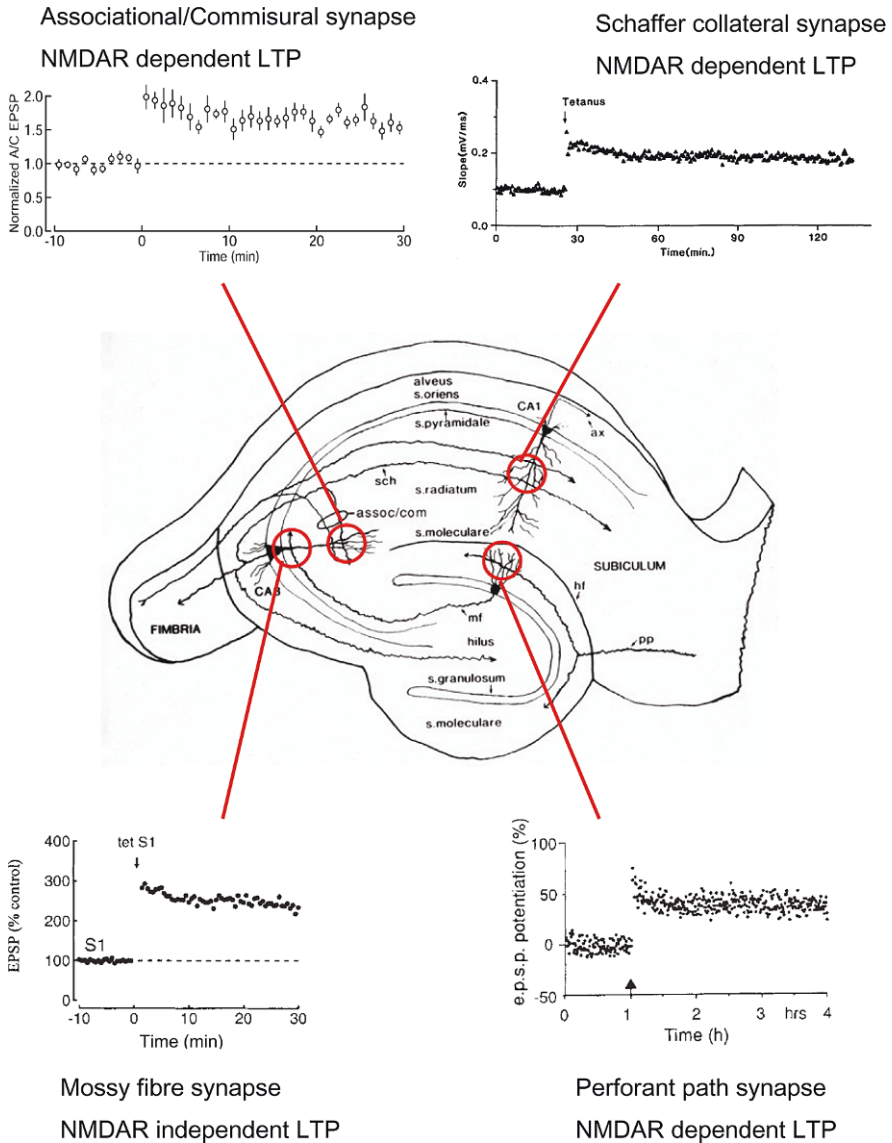 Associational/Commisural synapse
NMDAR dependent LTP
Normalized A/C EPSP
2.0
1.5
1.0
0.5
0.0
-10
0
10
20
30
Time (min)
Schaffer collateral synapse
NMDAR dependent LTP
Slope(mV/ms)
0.4
0.2
0.0
Tetanus
0
30
60
90
120
Time(min.)
alveus
s.oriens
CA1
s.pyramidale
ax
sch
s.radiatum
assoc/com
s.moleculare
SUBICULUM
CA3
hf
FIMBRIA
mf
pp
hilus
s.granulosum
s.moleculare
EPSP (% control)
400
300
200
100
0
tet S1
S1
-10
0
10
20
30
Time (min)
Mossy fibre synapse
NMDAR independent LTP
e.p.s.p. potentiation (%)
100
50
0
-50
0
1
2
3
hrs
4
Time (h)
Perforant path synapse
NMDAR dependent LTP